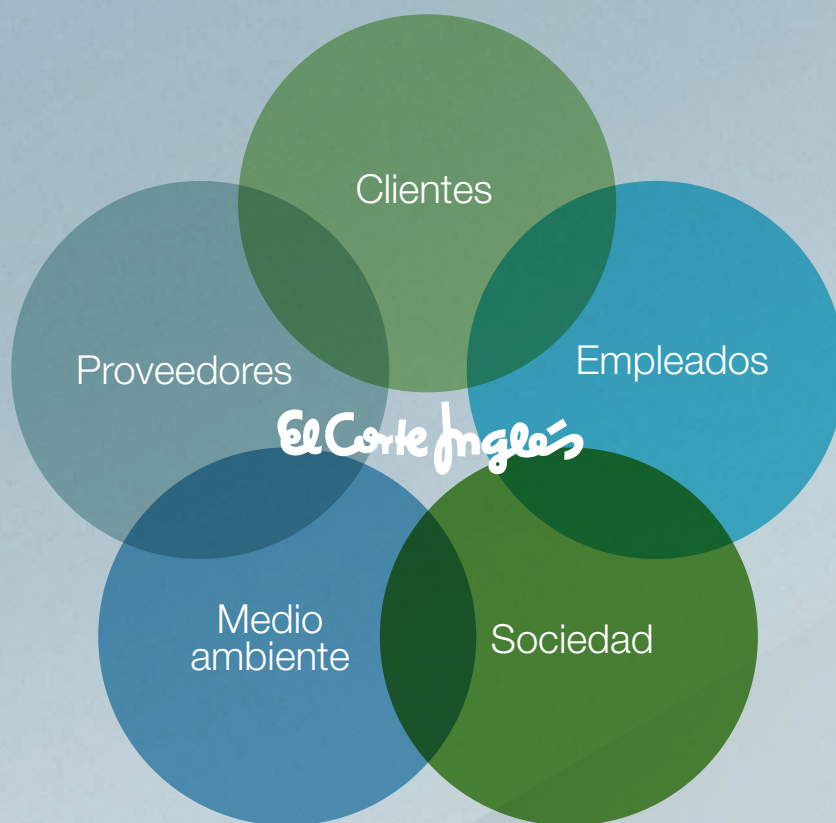 Clientes
Proveedores
Empleados
El Corte Inglés
Medio
ambiente
Sociedad